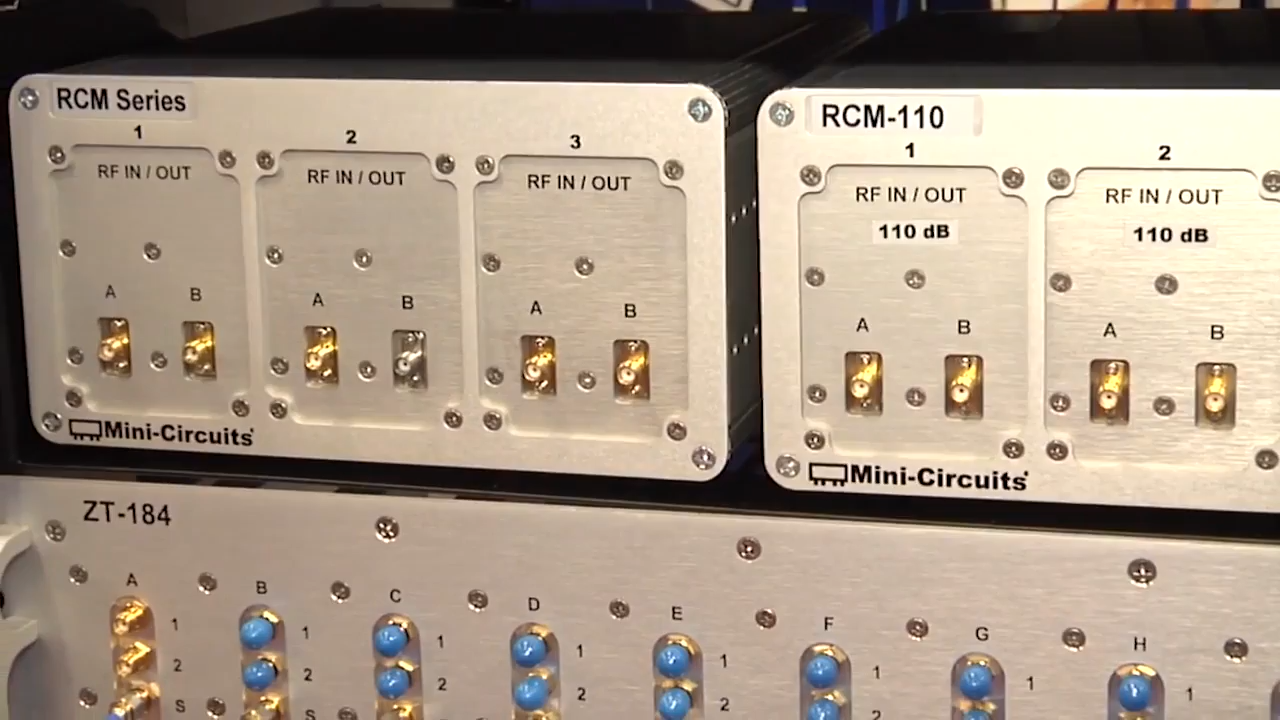 RCM Series
1
2
3
RF IN / OUT
RF IN / OUT
RF IN / OUT
A
B
A
B
A
B
Mini-Circuits
RCM-110
1
2
RF IN / OUT
RF IN / OUT
110 dB
110 dB
A
B
A
B
Mini-Circuits
ZT-184
A
B
C
D
E
F
G
H
1
1
1
1
1
1
1
1
2
2
2
2
2
2
S
S